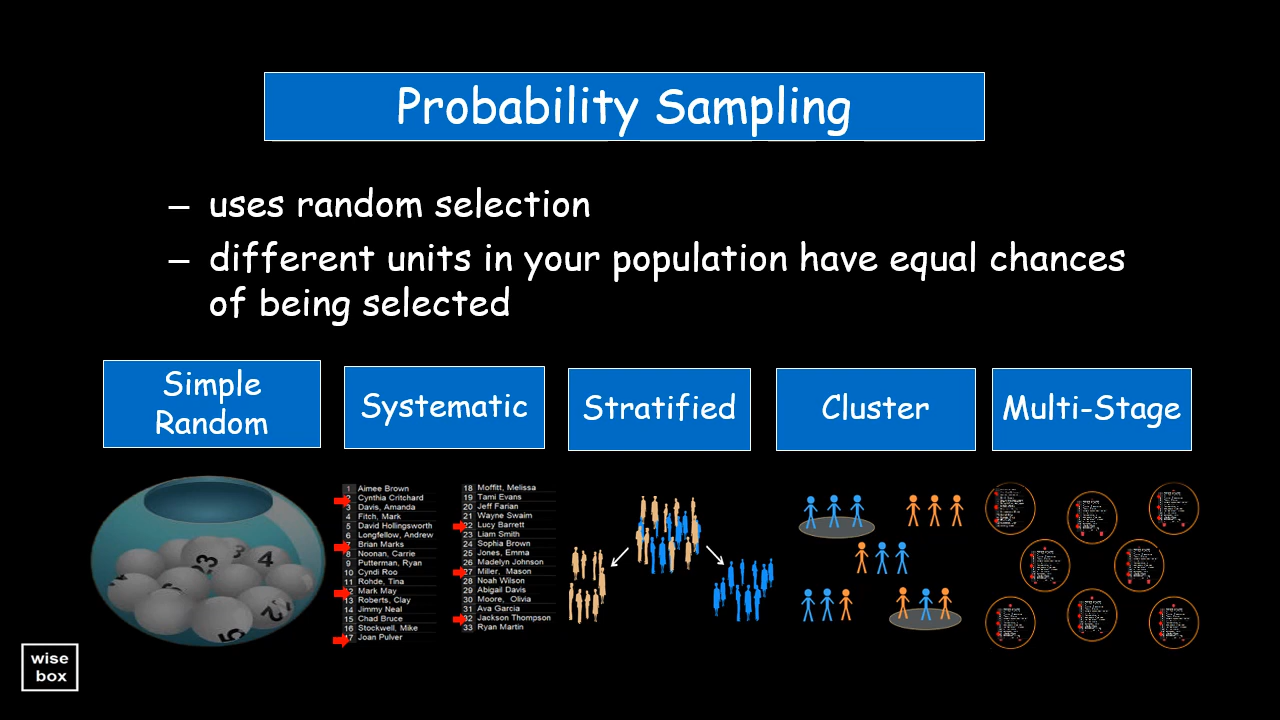 Probability Sampling
– uses random selection
– different units in your population have equal chances
of being selected
Simple
Random
Systematic
Stratified
Cluster
Multi-Stage
1 Aimee Brown
2 Cynthia Critchard
3 Davis, Amanda
4 Fitch, Mark
5 David Hollingsworth
6 Longfellow, Andrew
7 Brian Marks
8 Noonan, Carrie
9 Putterman, Ryan
10 Cyndi Roo
11 Rohde, Tina
12 Mark May
13 Roberts, Clay
14 Jimmy Neal
15 Chad Bruce
16 Stockwell, Mike
17 Joan Pulver
18 Moffitt, Melissa
19 Tami Evans
20 Jeff Farian
21 Wayne Swaim
22 Lucy Barrett
23 Liam Smith
24 Sophia Brown
25 Jones, Emma
26 Madelyn Johnson
27 Miller, Mason
28 Noah Wilson
29 Abigail Davis
30 Moore, Olivia
31 Ava Garcia
32 Jackson Thompson
33 Ryan Martin
3
3
4
5
wise
box